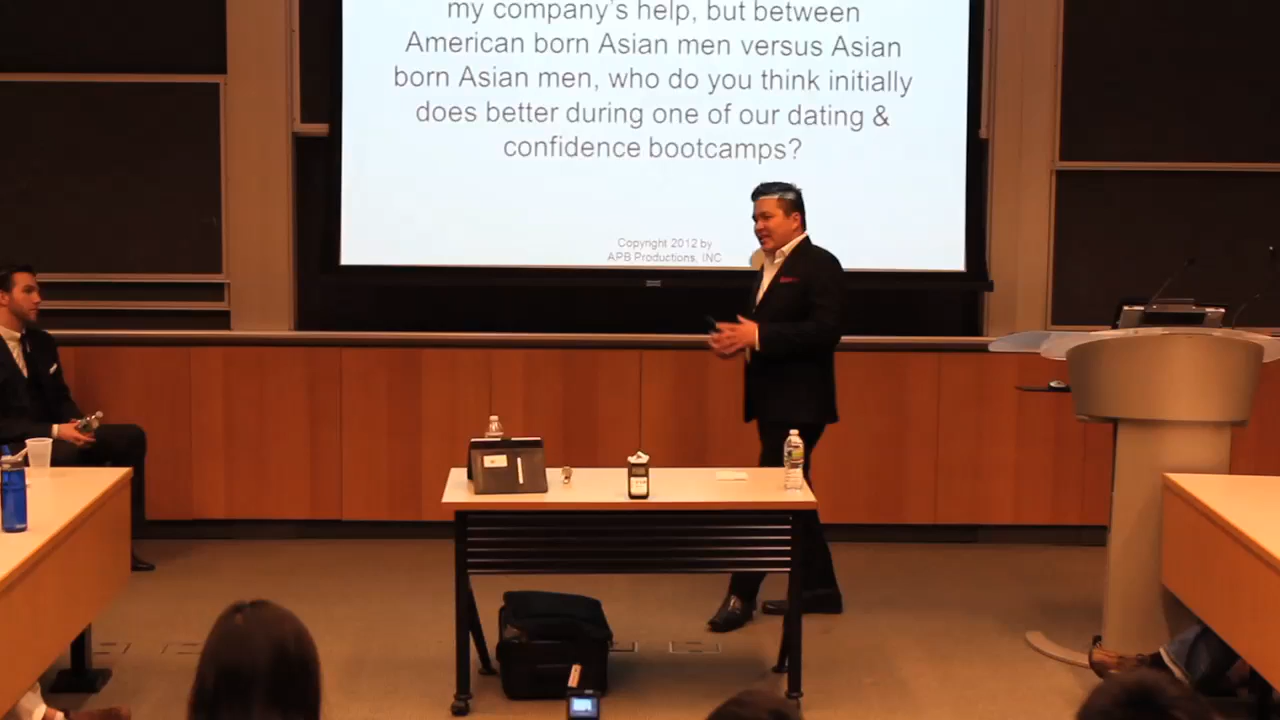 my company's help, but between
American born Asian men versus Asian
born Asian men, who do you think initially
does better during one of our dating &
confidence bootcamps?
Copyright 2012 by
APB Productions, INC